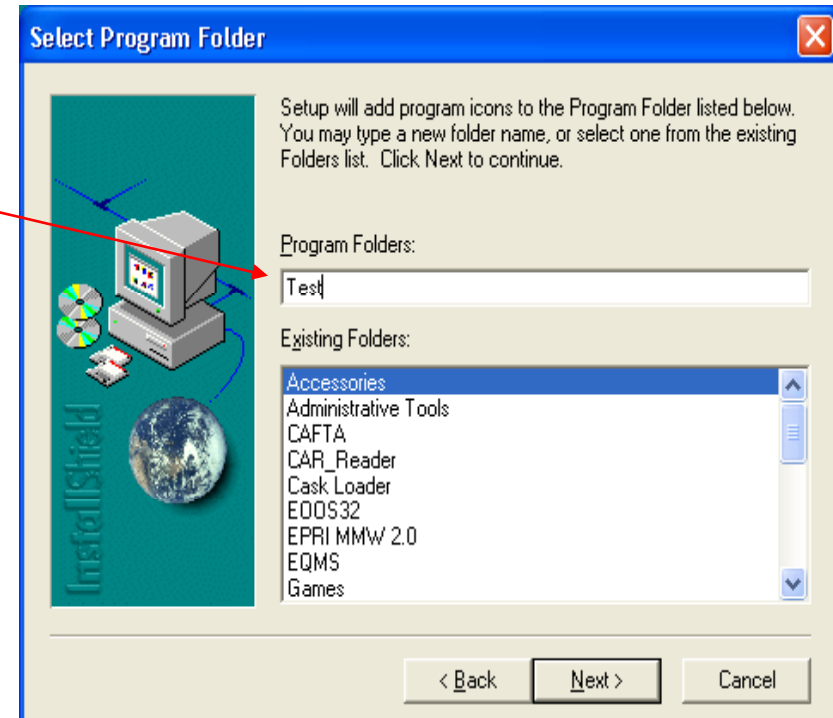 Select Program Folder
Setup will add program icons to the Program Folder listed below.
You may type a new folder name, or select one from the existing
Folders list. Click Next to continue.
Program Folders:
Test
Existing Folders:
Accessories
Administrative Tools
CAFTA
CAR_Reader
Cask Loader
EOOS32
EPRI MMW 2.0
EQMS
Games
InstallShield
< Back
Next >
Cancel